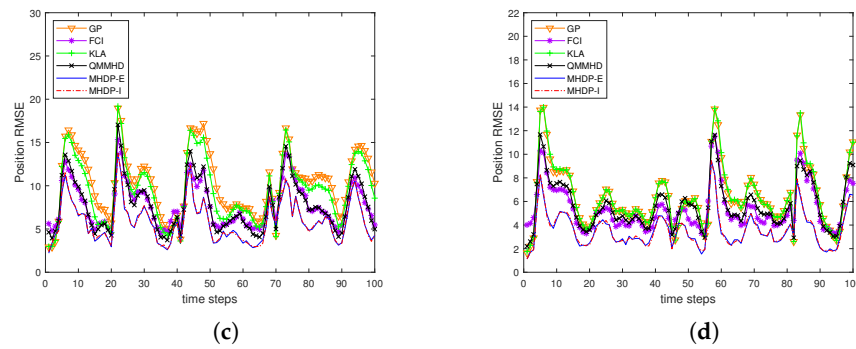 30
25
20
15
10
5
0
Position RMSE
GP
FCI
KLA
QMMHD
MHDP-E
MHDP-I
0 10 20 30 40 50 60 70 80 90 100
time steps
(c)
22
20
18
16
14
12
10
8
6
4
2
0
Position RMSE
GP
FCI
KLA
QMMHD
MHDP-E
MHDP-I
0 10 20 30 40 50 60 70 80 90 100
time steps
(d)